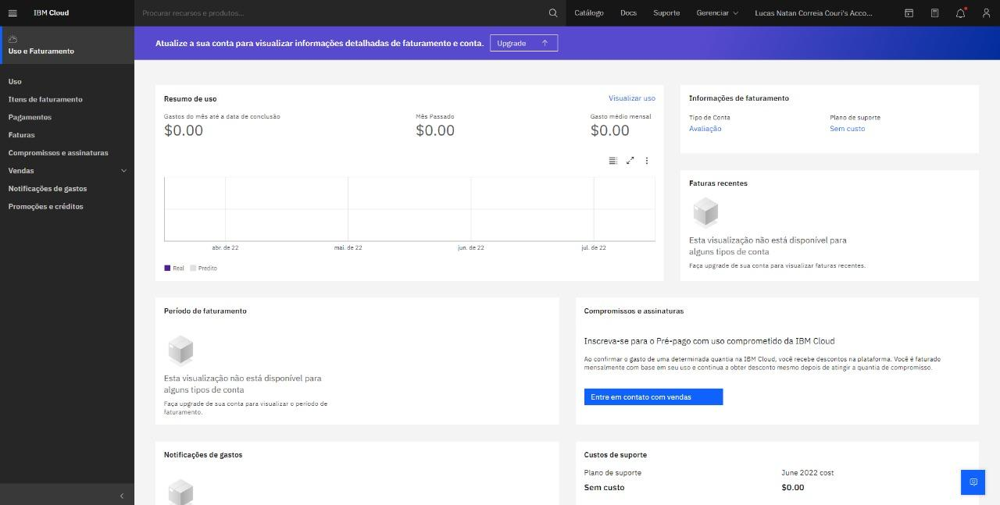 IBM Cloud
Procurar recursos e produtos...
Catálogo
Docs
Suporte
Gerenciar
Lucas Natan Correia Couri's Acco...
Uso e Faturamento
Uso
Itens de faturamento
Pagamentos
Faturas
Compromissos e assinaturas
Vendas
Notificações de gastos
Promoções e créditos
Atualize a sua conta para visualizar informações detalhadas de faturamento e conta.
Upgrade
Resumo de uso
Visualizar uso
Gastos do mês até a data de conclusão
Mês Passado
Gasto médio mensal
$0.00
$0.00
$0.00
abr. de 22
mai. de 22
jun. de 22
jul. de 22
Real
Predito
Informações de faturamento
Tipo de Conta
Plano de suporte
Avaliação
Sem custo
Faturas recentes
Esta visualização não está disponível para
alguns tipos de conta
Faça upgrade de sua conta para visualizar faturas recentes.
Período de faturamento
Esta visualização não está disponível para
alguns tipos de conta
Faça upgrade de sua conta para visualizar o período de
faturamento.
Compromissos e assinaturas
Inscreva-se para o Pré-pago com uso comprometido da IBM Cloud
Ao confirmar o gasto de uma determinada quantia na IBM Cloud, você recebe descontos na plataforma. Você é faturado
mensalmente com base em seu uso e continua a obter desconto mesmo depois de atingir a quantia de compromisso.
Entre em contato com vendas
Notificações de gastos
Custos de suporte
Plano de suporte
June 2022 cost
Sem custo
$0.00